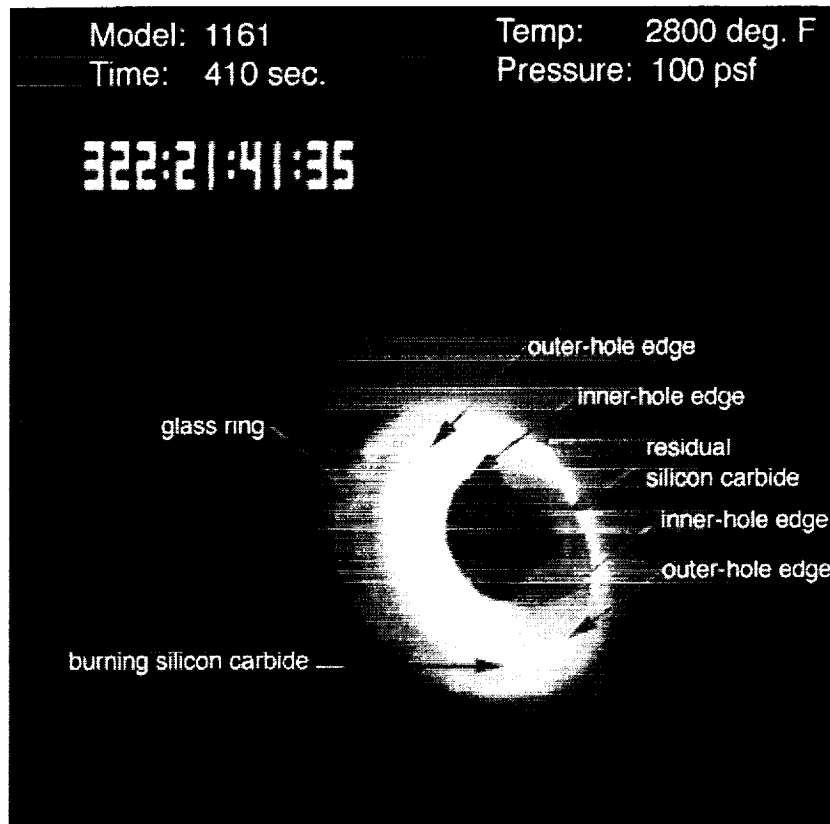 Model: 1161
Time: 410 sec.
Temp: 2800 deg. F
Pressure: 100 psf
322:21:41:35
outer-hole edge
inner-hole edge
glass ring
residual
silicon carbide
inner-hole edge
outer-hole edge
burning silicon carbide